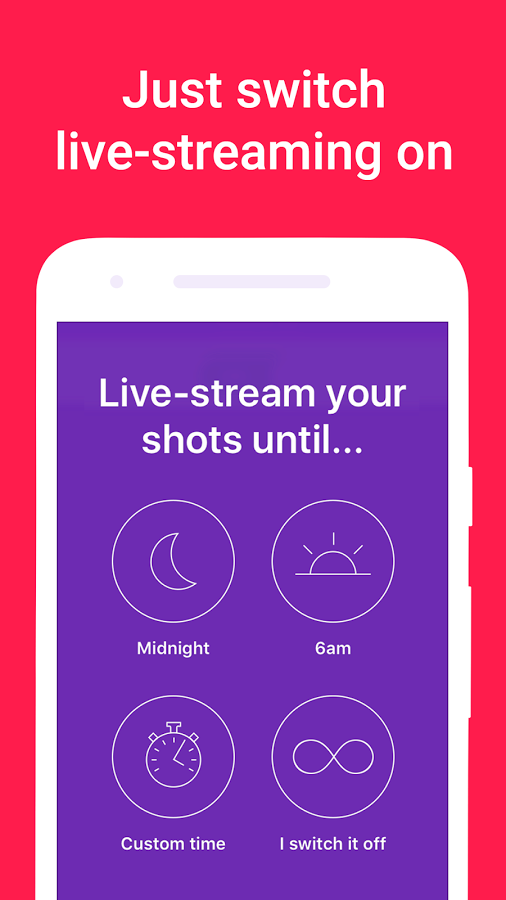 Just switch
live-streaming on
Live-stream your
shots until...
Midnight
6am
Custom time
I switch it off